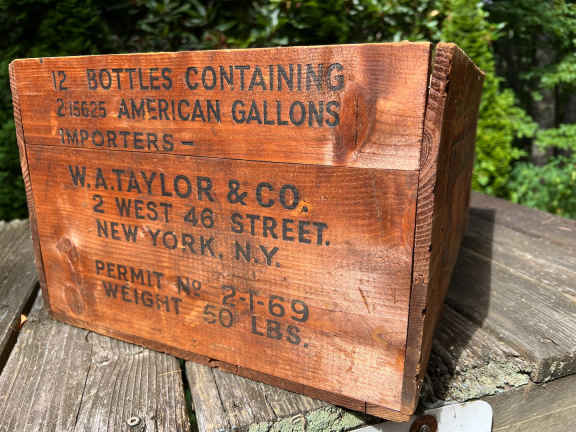 12 BOTTLES CONTAINING
2.15625 AMERICAN GALLONS
IMPORTERS-
W. A. TAYLOR & CO.
2 WEST 46 STREET.
NEW YORK, N.Y.
PERMIT No 2-1-69
WEIGHT 50 LBS.